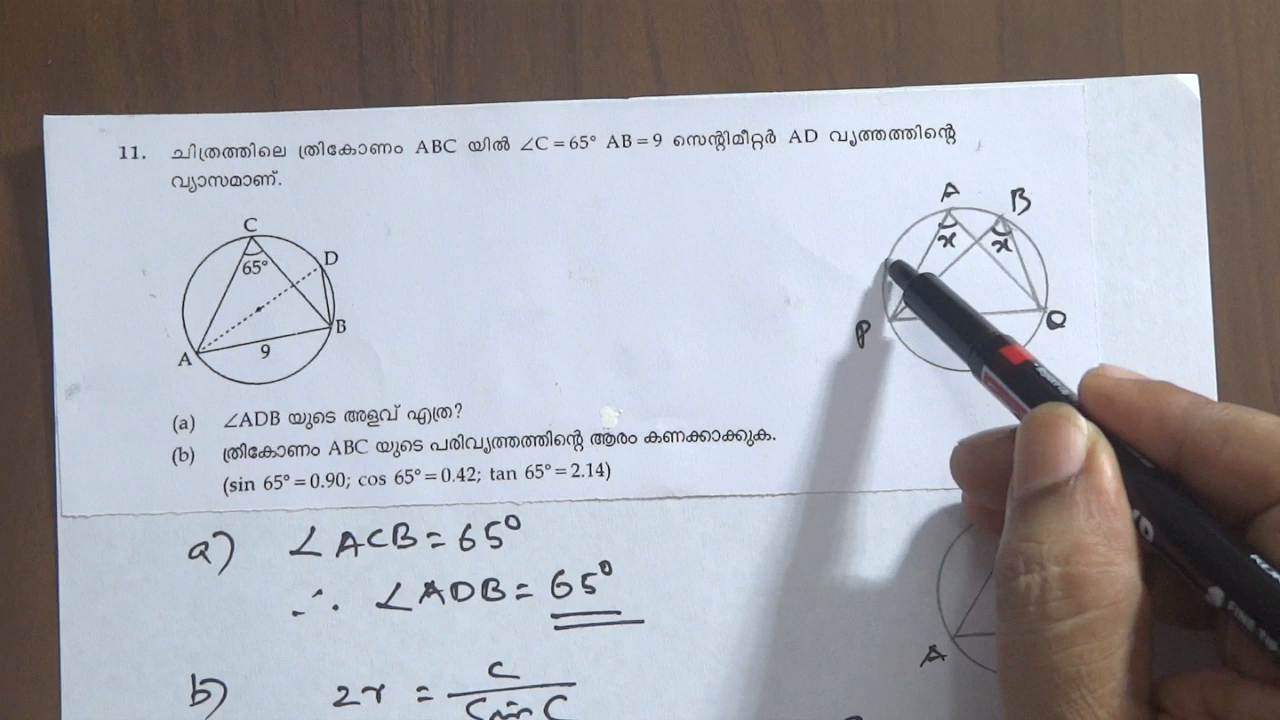 11. ചിത്രത്തിലെ ത്രികോണം ABC യിൽ ∠C = 65° AB = 9 സെന്റിമീറ്റർ AD വൃത്തത്തിന്റെ
വ്യാസമാണ്.
C
65°
D
B
A
9
A
B
x
x
P
Q
(a) ∠ADB യുടെ അളവ് എത്ര?
(b) ത്രികോണം ABC യുടെ പരിവൃത്തത്തിന്റെ ആരം കണക്കാക്കുക.
(sin 65° = 0.90; cos 65° = 0.42; tan 65° = 2.14)
a) ∠ACB = 65°
∴ ∠ADB = 65°
A
b) 2r = C / Sin C